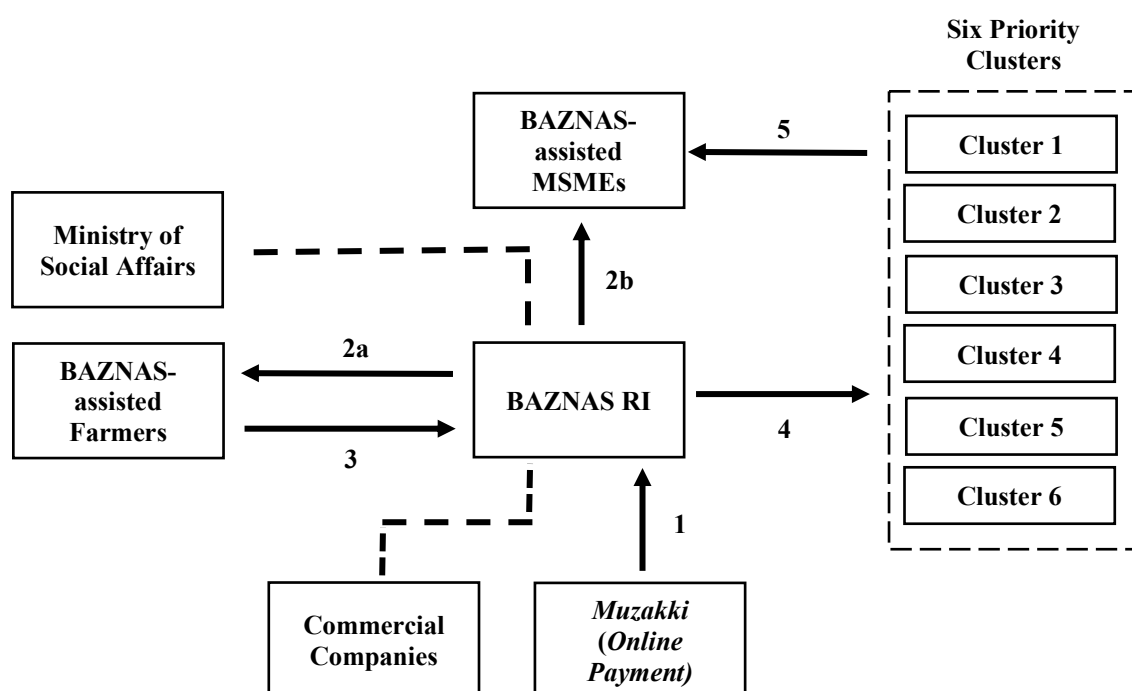 Six Priority
Clusters
BAZNAS-
assisted
MSMEs
5
Cluster 1
Cluster 2
Ministry of
Social Affairs
2b
Cluster 3
2a
Cluster 4
BAZNAS-
assisted
Farmers
BAZNAS RI
3
4
Cluster 5
Cluster 6
1
Commercial
Companies
Muzakki
(Online
Payment)